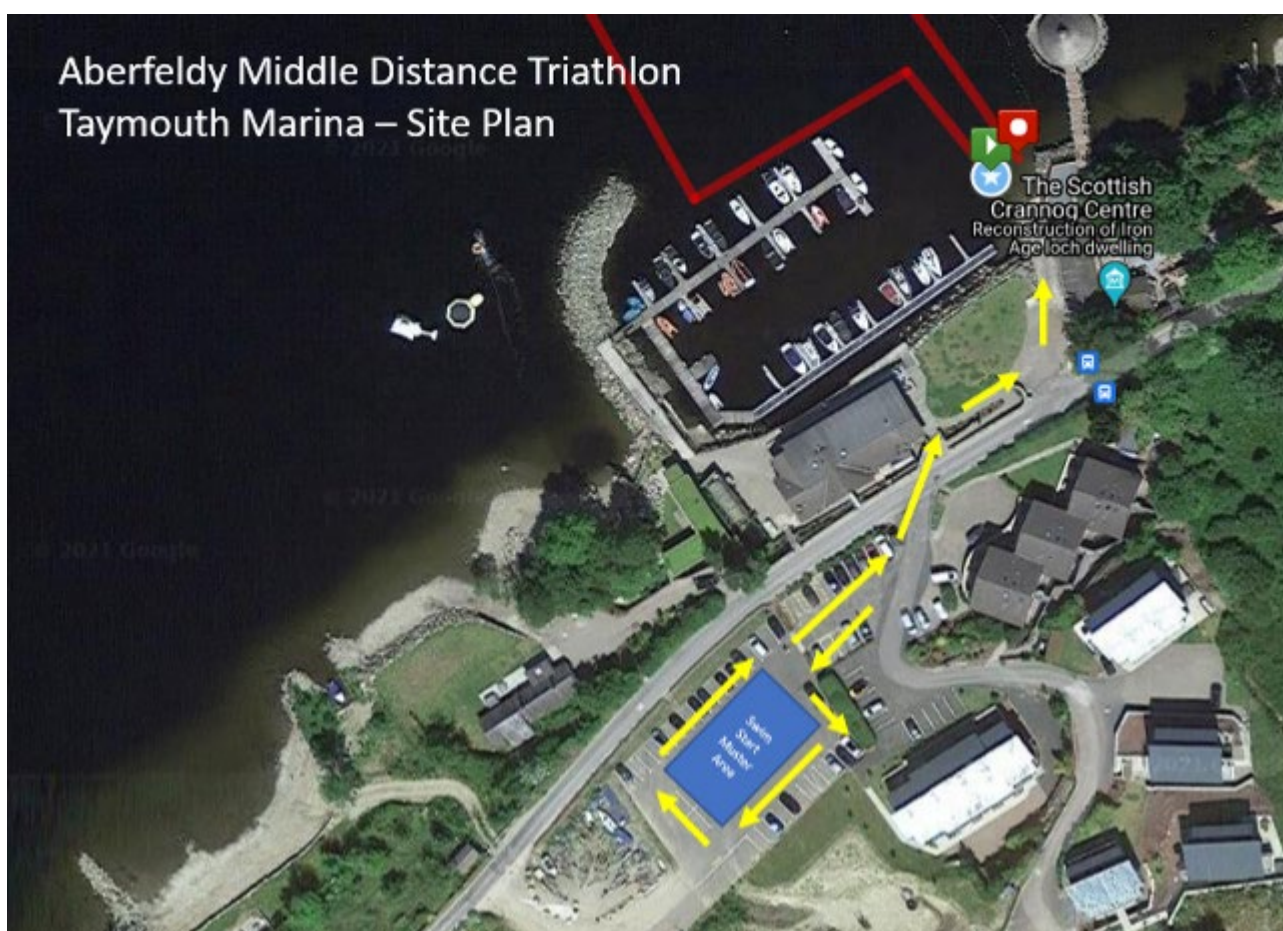 Aberfeldy Middle Distance Triathlon
Taymouth Marina – Site Plan
© 2021 Google
The Scottish
Crannog Centre
Reconstruction of Iron
Age loch dwelling
© 2021 Google
© 2021 Google
Swim
Start
Muster
Area